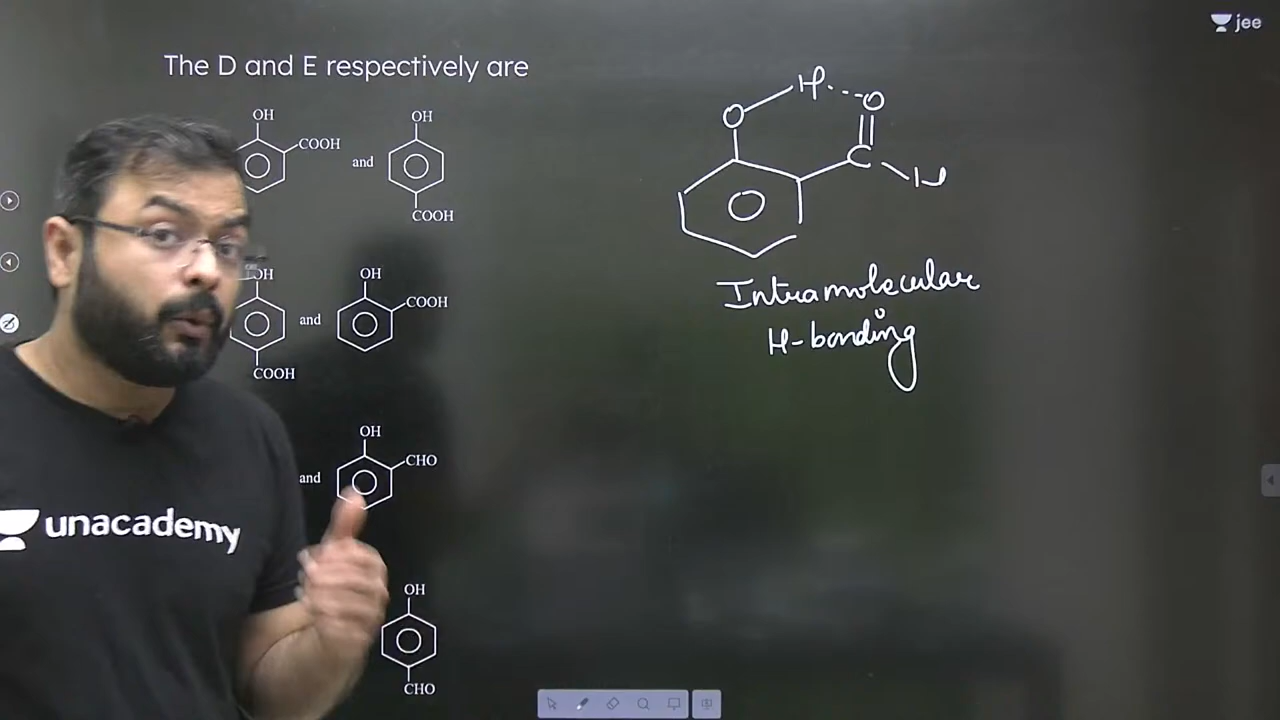 jee
The D and E respectively are
OH
COOH
and
OH
COOH
OH
COOH
and
OH
COOH
and
OH
CHO
OH
CHO
unacademy
O
H
O
C
H
Intramolecular
H-bonding